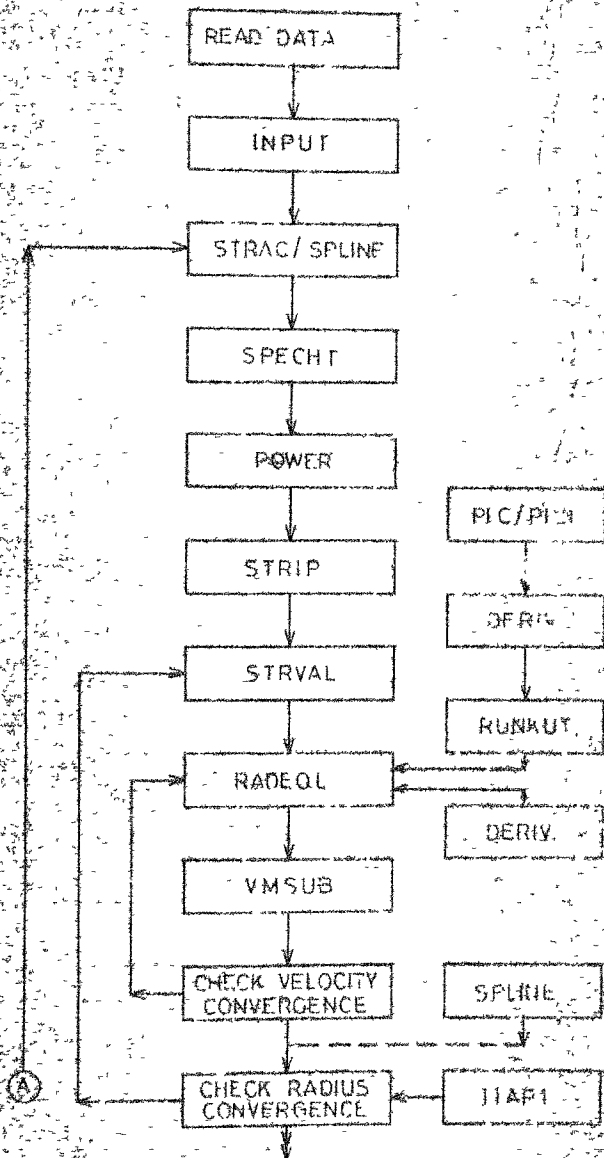 READ DATA
INPUT
STRAC/SPLINE
SPECHT
POWER
STRIP
STRVAL
RADEQL
VMSUB
CHECK VELOCITY
CONVERGENCE
CHECK RADIUS
CONVERGENCE
A
RUNKUT
DERIV.
SPLINE